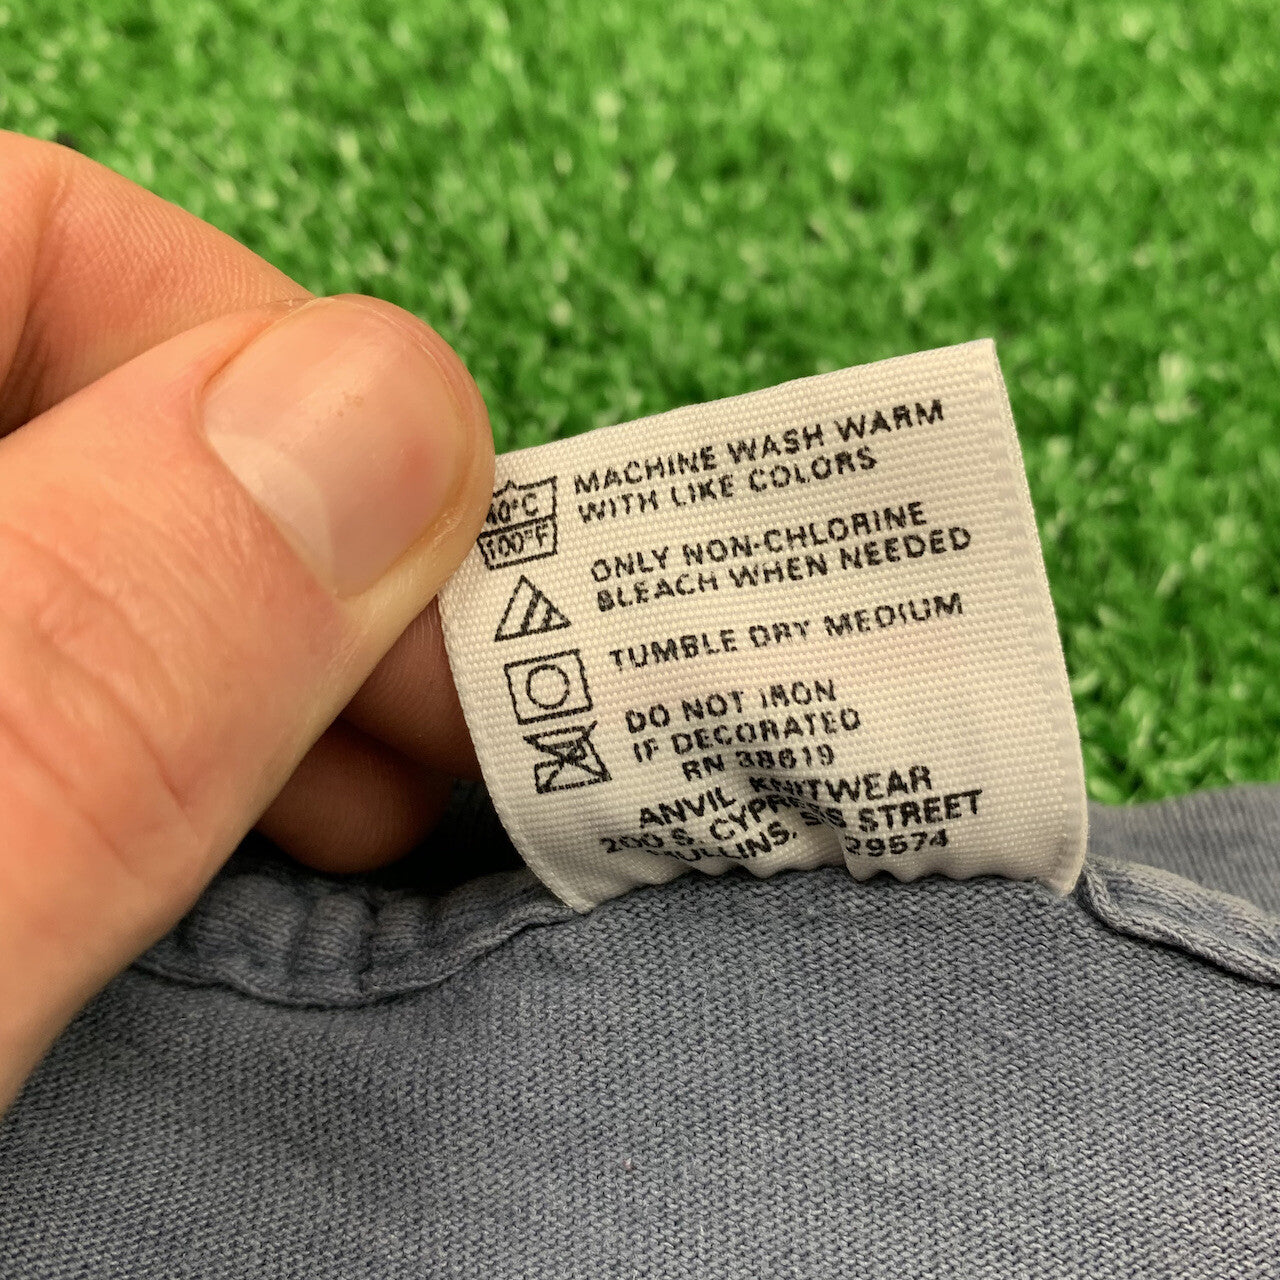 MACHINE WASH WARM
WITH LIKE COLORS
40°C
100°F
ONLY NON-CHLORINE
BLEACH WHEN NEEDED
TUMBLE DRY MEDIUM
DO NOT IRON
IF DECORATED
RN 38619
ANVIL KNITWEAR
200 S. CYPRESS STREET
MULLINS, 29574